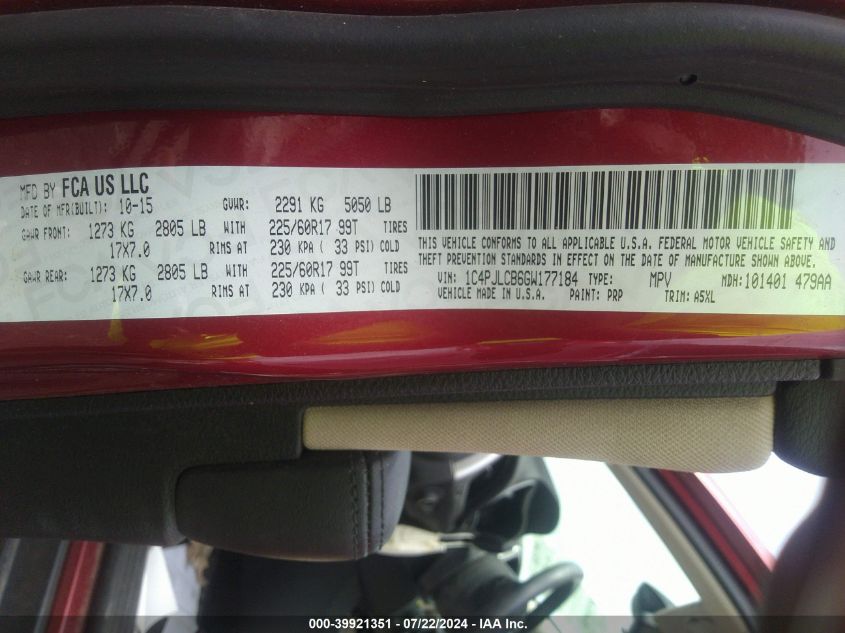 MFD BY FCA US LLC
DATE OF MFR(BUILT): 10-15 GVWR: 2291 KG 5050 LB
GAWR FRONT: 1273 KG 2805 LB WITH 225/60R17 99T TIRES
17X7.0 RIMS AT 230 KPA ( 33 PSI) COLD
GAWR REAR: 1273 KG 2805 LB WITH 225/60R17 99T TIRES
17X7.0 RIMS AT 230 KPA ( 33 PSI) COLD
THIS VEHICLE CONFORMS TO ALL APPLICABLE U.S.A. FEDERAL MOTOR VEHICLE SAFETY AND
THEFT PREVENTION STANDARDS IN EFFECT ON THE DATE OF MANUFACTURE SHOWN ABOVE.
VIN: 1C4PJLCB6GW177184 TYPE: MPV MDH: 101401 479AA
VEHICLE MADE IN U.S.A. PAINT: PRP TRIM: A5XL
000-39921351 - 07/22/2024 - IAA Inc.